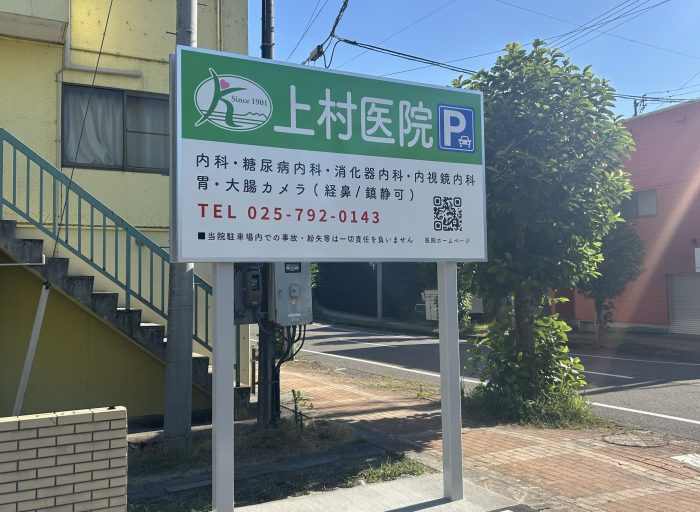 Since 1901
上村医院 P
内科・糖尿病内科・消化器内科・内視鏡内科
胃・大腸カメラ(経鼻/鎮静可)
TEL 025-792-0143
■当院駐車場内での事故・紛失等は一切責任を負いません
医院ホームページ